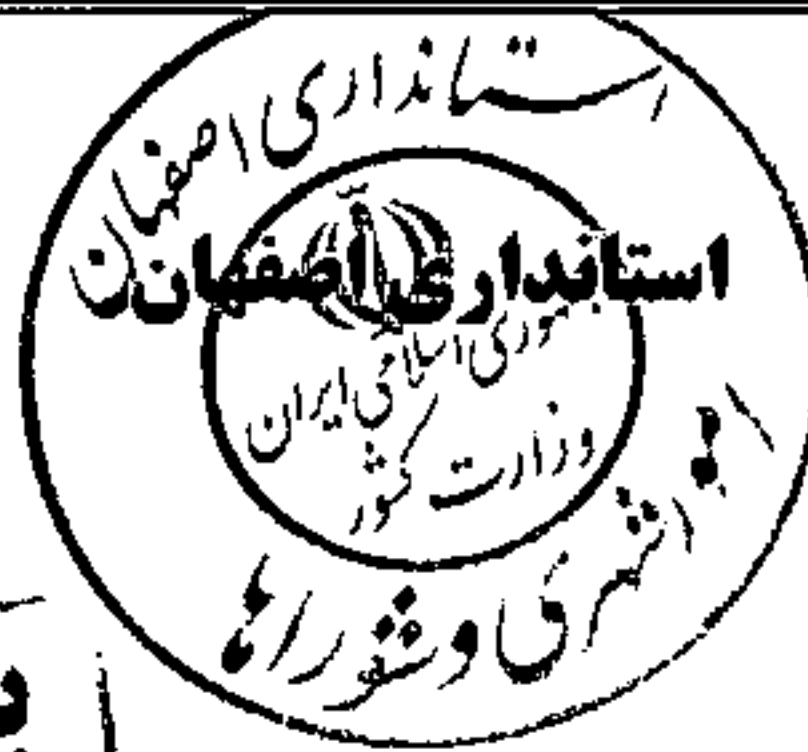 استانداری اصفهان
استانداری اصفهان
جمهوری اسلامی ایران
وزارت کشور
امور شهری و شوراها